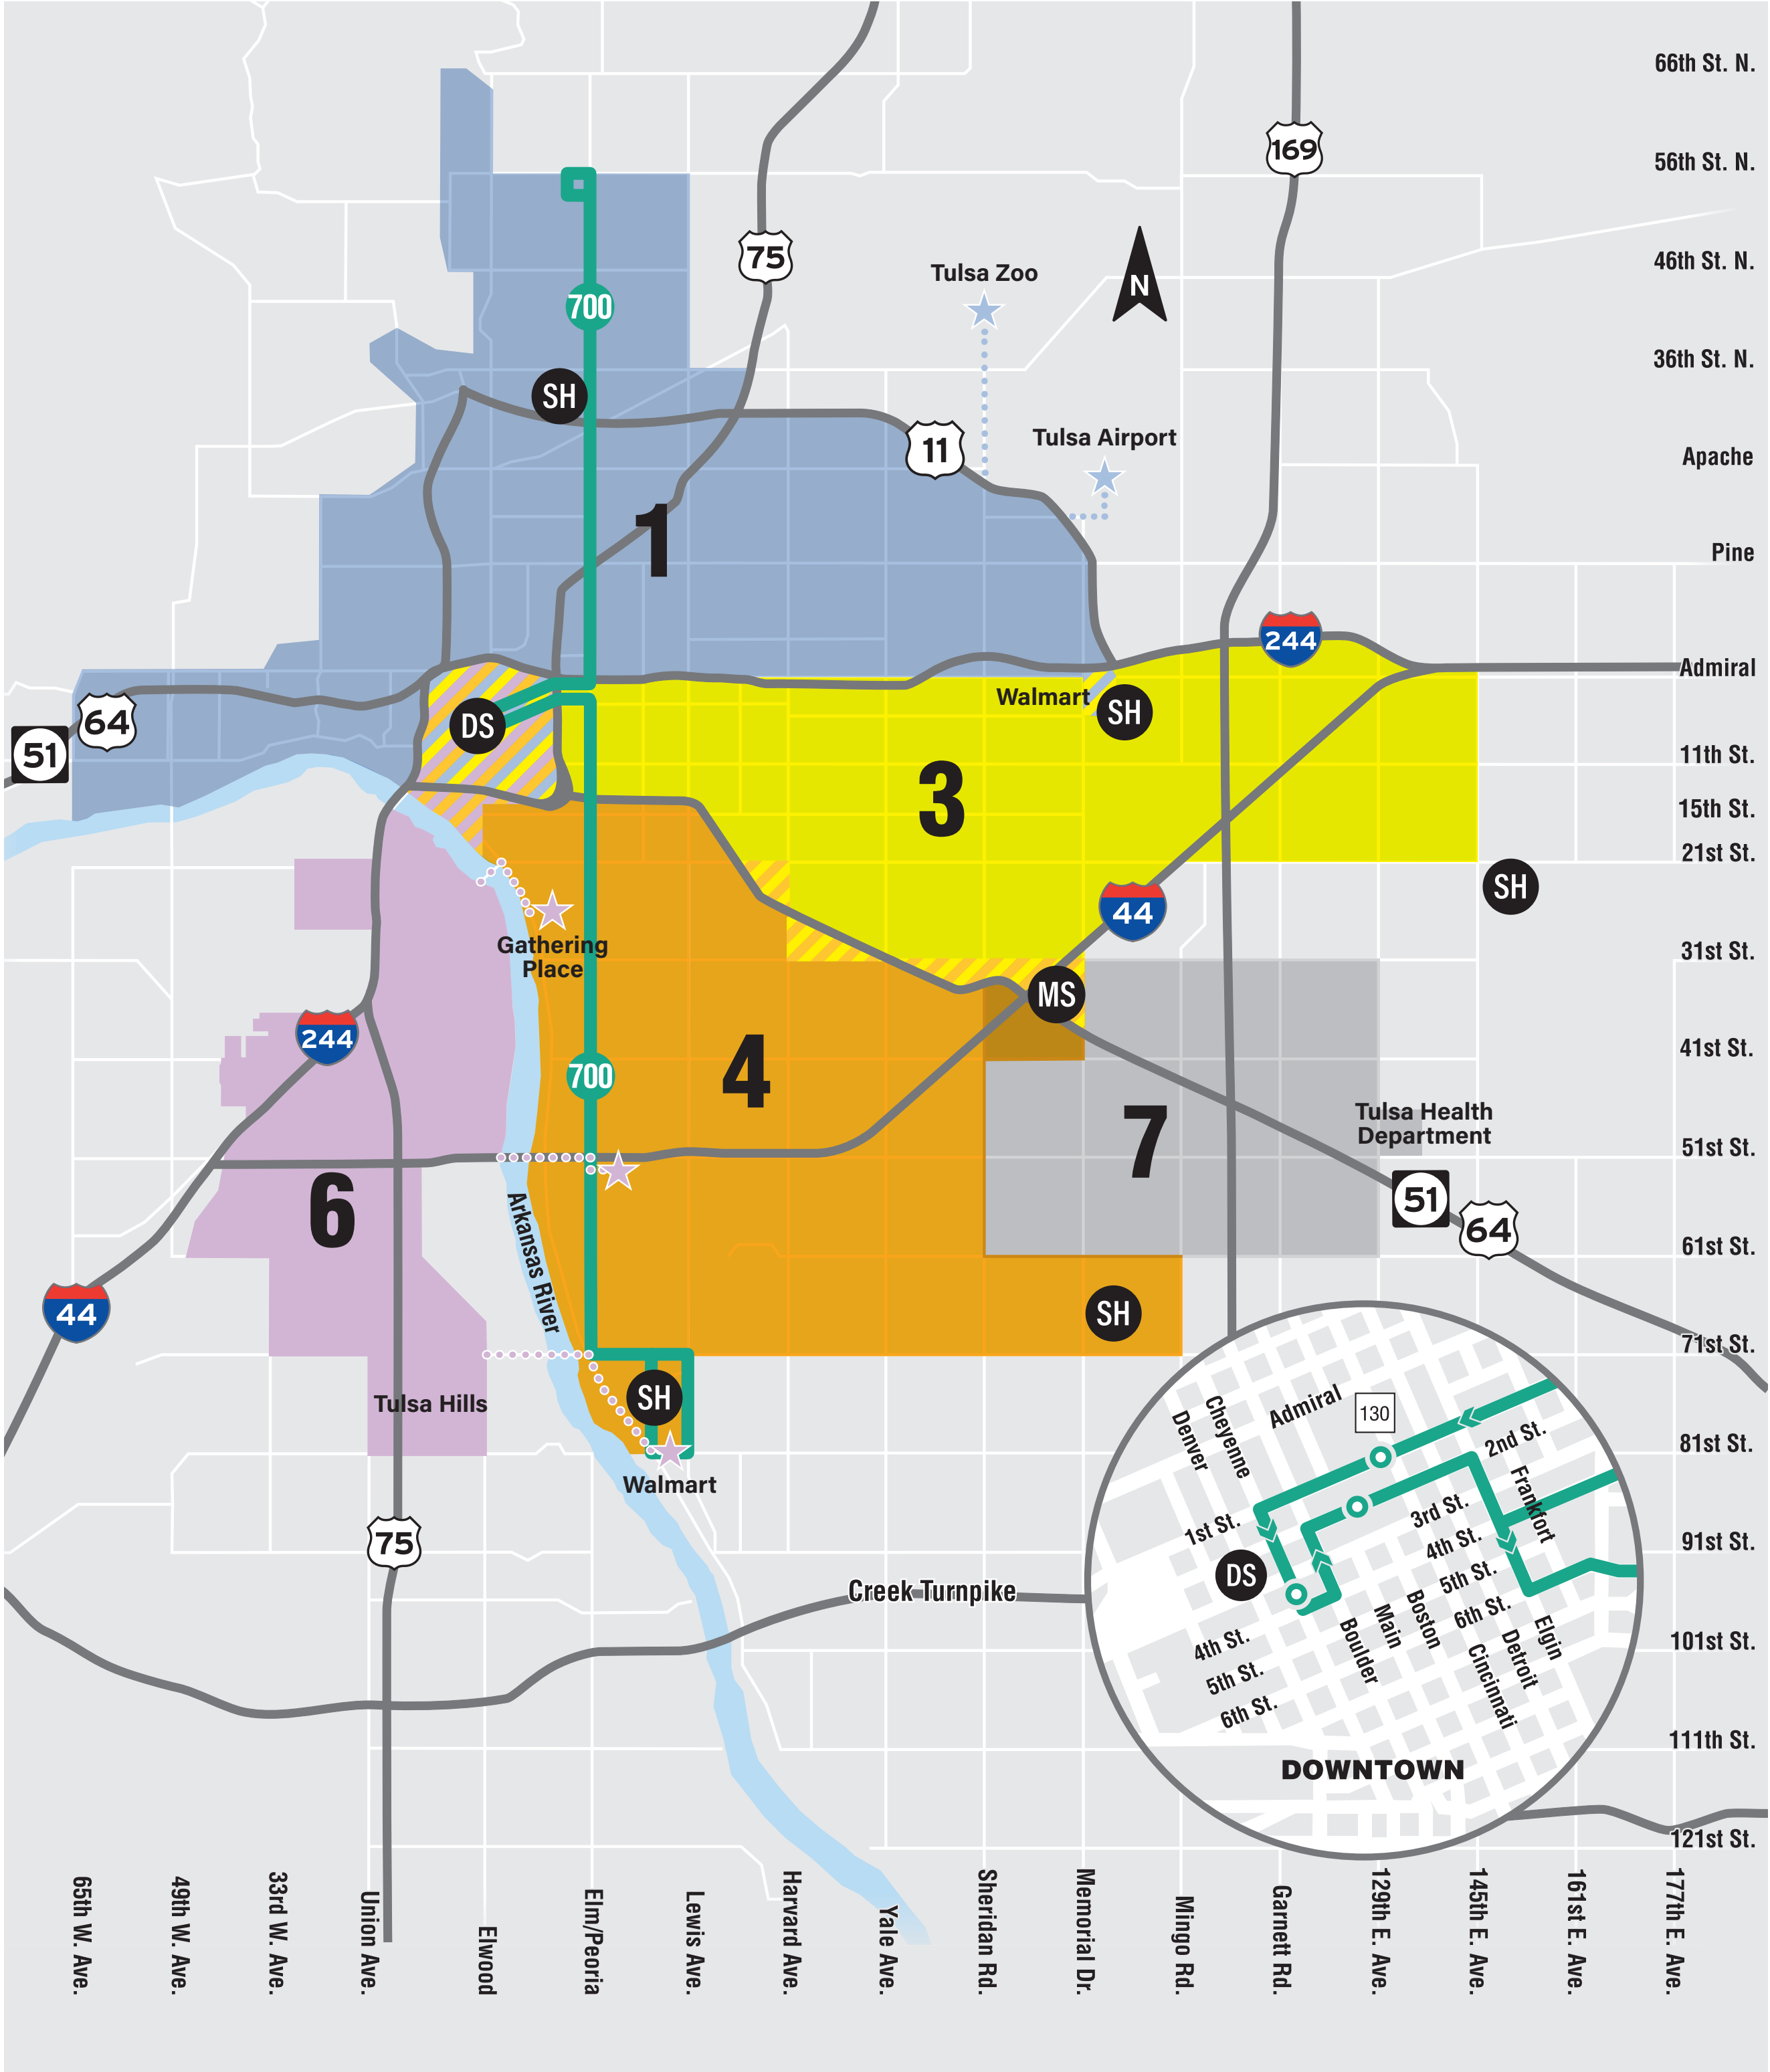 66th St. N.
169
56th St. N.
75
46th St. N.
Tulsa Zoo
N
700
36th St. N.
SH
11
Tulsa Airport
Apache
1
Pine
244
Admiral
64
Walmart
SH
DS
51
11th St.
3
15th St.
21st St.
SH
44
Gathering
Place
31st St.
MS
244
41st St.
4
700
Tulsa Health
Department
7
51st St.
6
51
64
Arkansas River
61st St.
44
SH
71st St.
Tulsa Hills
SH
81st St.
Walmart
75
91st St.
Creek Turnpike
101st St.
111th St.
121st St.
Denver
Cheyenne
Admiral
130
2nd St.
Frankfort
1st St.
3rd St.
4th St.
DS
5th St.
6th St.
Boulder
Main
Boston
Cincinnati
Detroit
Elgin
4th St.
5th St.
6th St.
DOWNTOWN
65th W. Ave.
49th W. Ave.
33rd W. Ave.
Union Ave.
Elwood
Elm/Peoria
Lewis Ave.
Harvard Ave.
Yale Ave.
Sheridan Rd.
Memorial Dr.
Mingo Rd.
Garnett Rd.
129th E. Ave.
145th E. Ave.
161st E. Ave.
177th E. Ave.